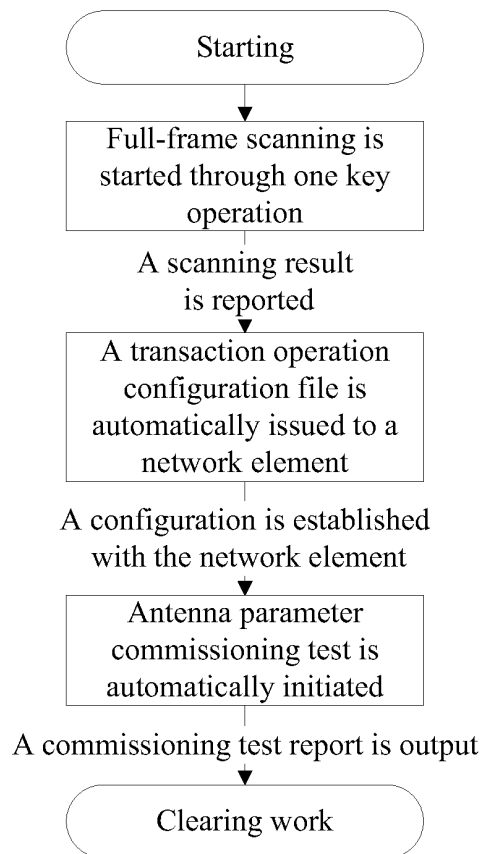 Starting
Full-frame scanning is
started through one key
operation
A scanning result
is reported
A transaction operation
configuration file is
automatically issued to a
network element
A configuration is established
with the network element
Antenna parameter
commissioning test is
automatically initiated
A commissioning test report is output
Clearing work